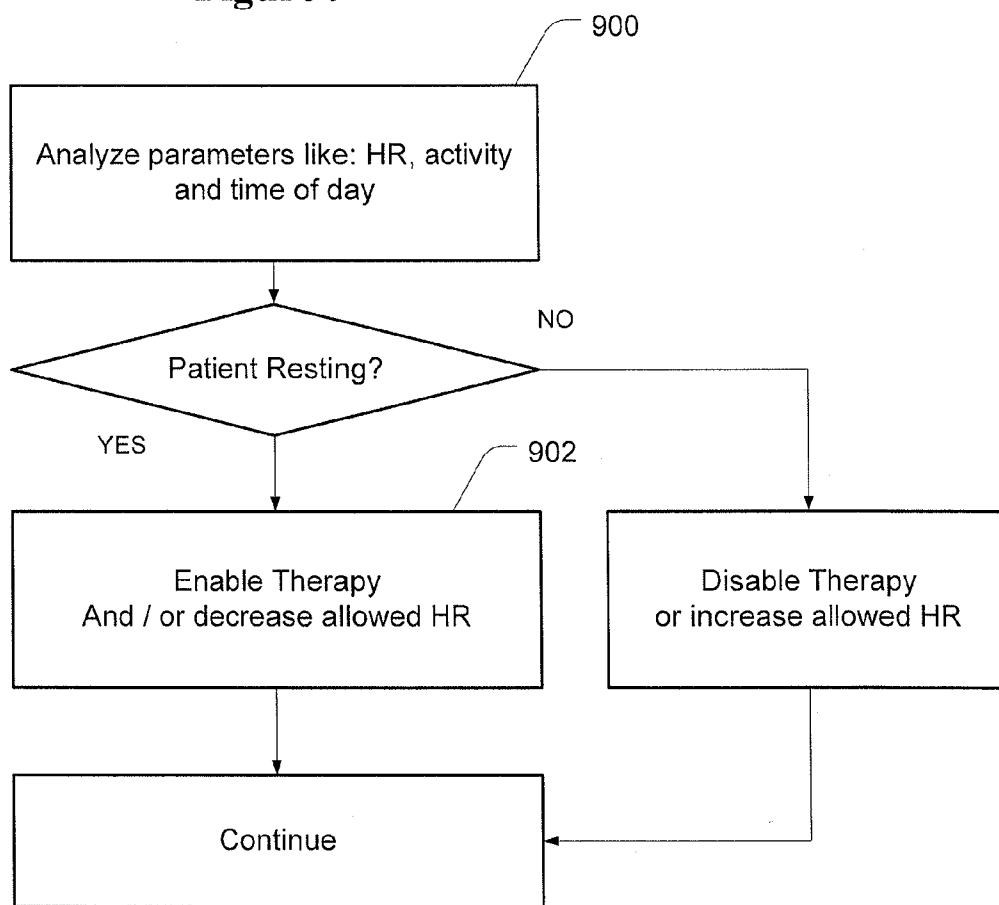 900
Analyze parameters like: HR, activity
and time of day
Patient Resting?
NO
YES
902
Enable Therapy
And / or decrease allowed HR
Disable Therapy
or increase allowed HR
Continue